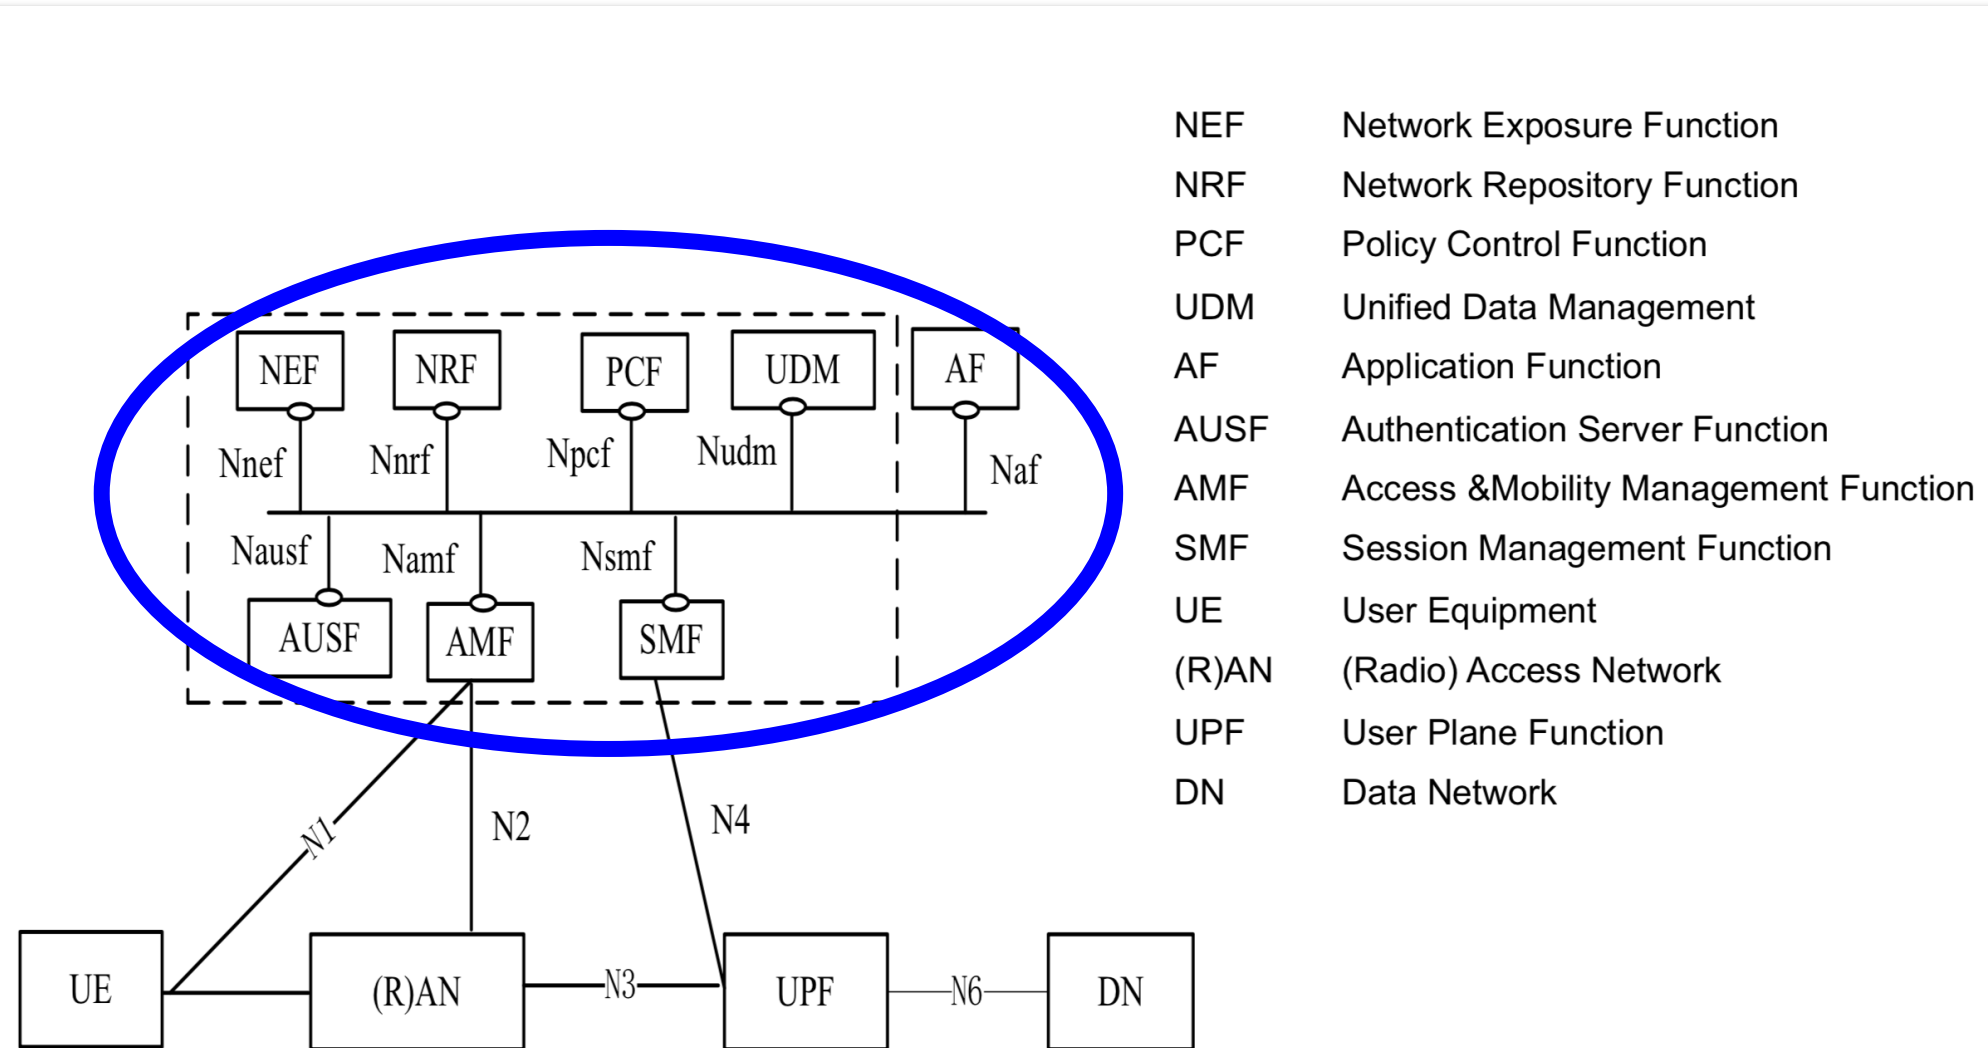 NEF Network Exposure Function
NRF Network Repository Function
PCF Policy Control Function
UDM Unified Data Management
AF Application Function
AUSF Authentication Server Function
AMF Access &Mobility Management Function
SMF Session Management Function
UE User Equipment
(R)AN (Radio) Access Network
UPF User Plane Function
DN Data Network
NEF NRF PCF UDM AF
Nnef Nnrf Npcf Nudm Naf
Nausf Namf Nsmf
AUSF AMF SMF
N1 N2 N4
UE (R)AN N3 UPF N6 DN